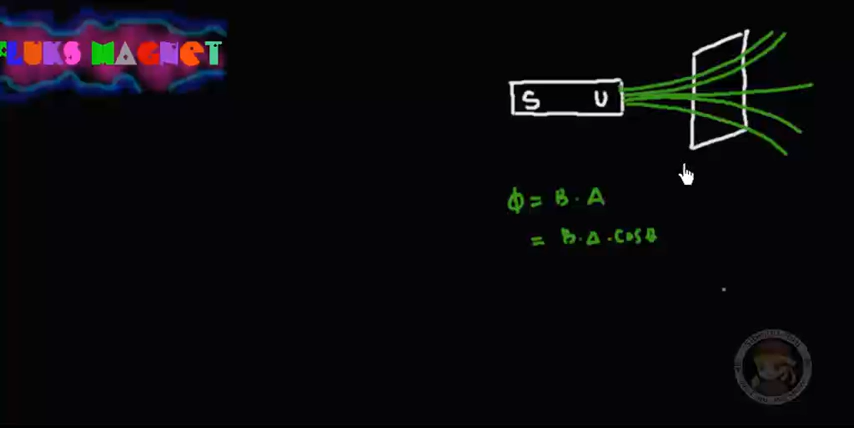 FLUKS MAGNET
S U
ϕ = B . A
= B . A . cos θ